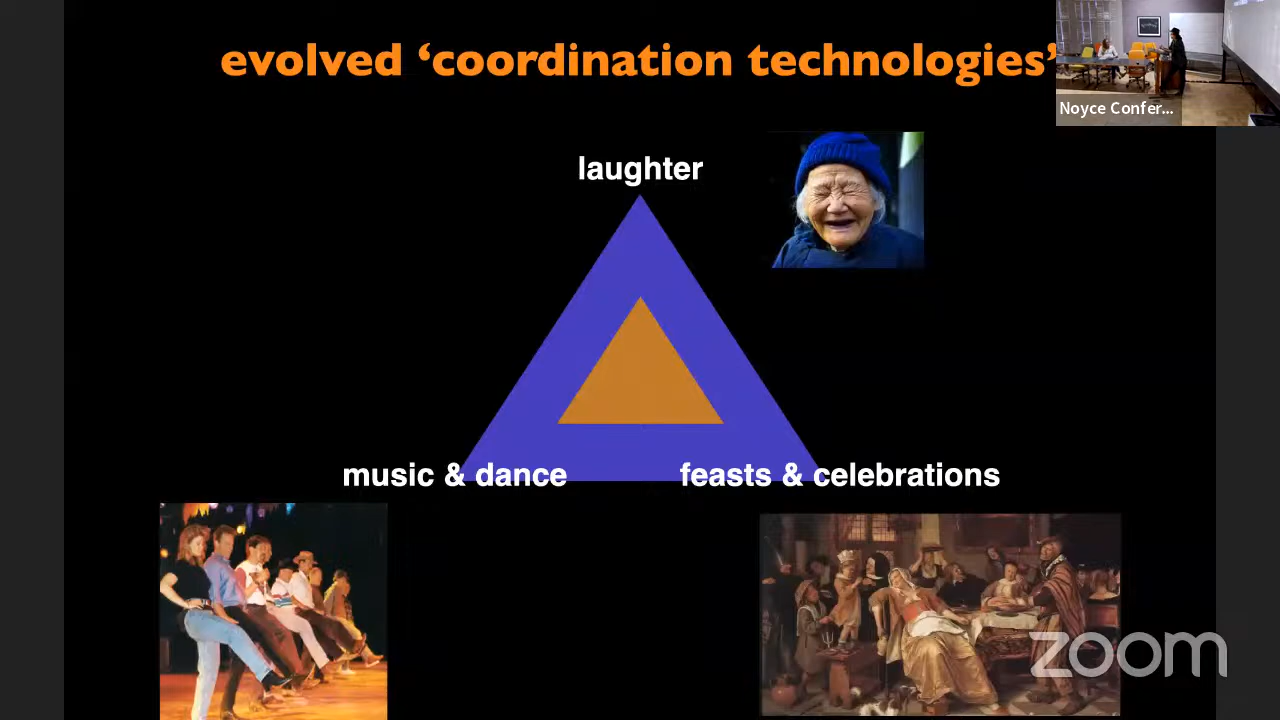 evolved ‘coordination technologies’
Noyce Confer...
laughter
music & dance
feasts & celebrations
zoom